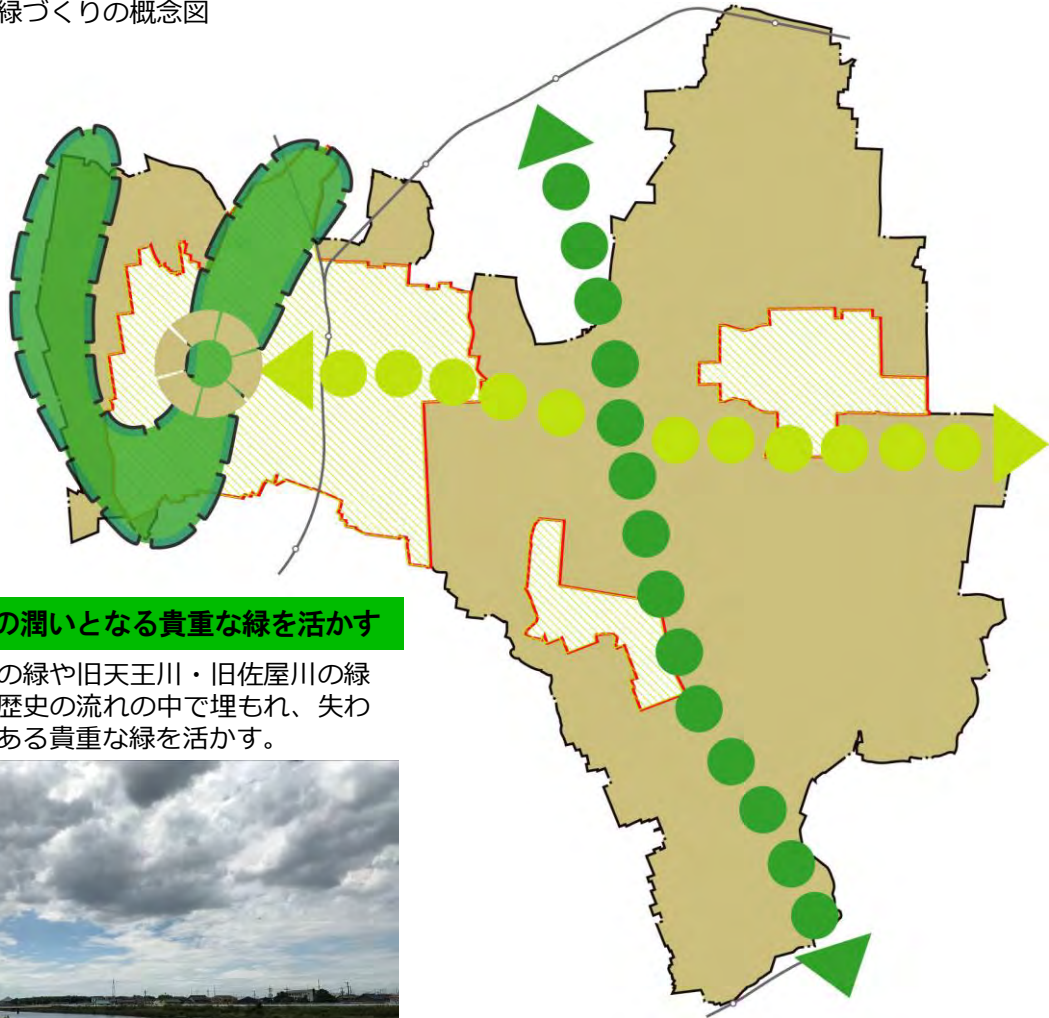 緑づくりの概念図
の潤いとなる貴重な緑を活かす
の緑や旧天王川・旧佐屋川の緑
歴史の流れの中で埋もれ、失わ
ある貴重な緑を活かす。